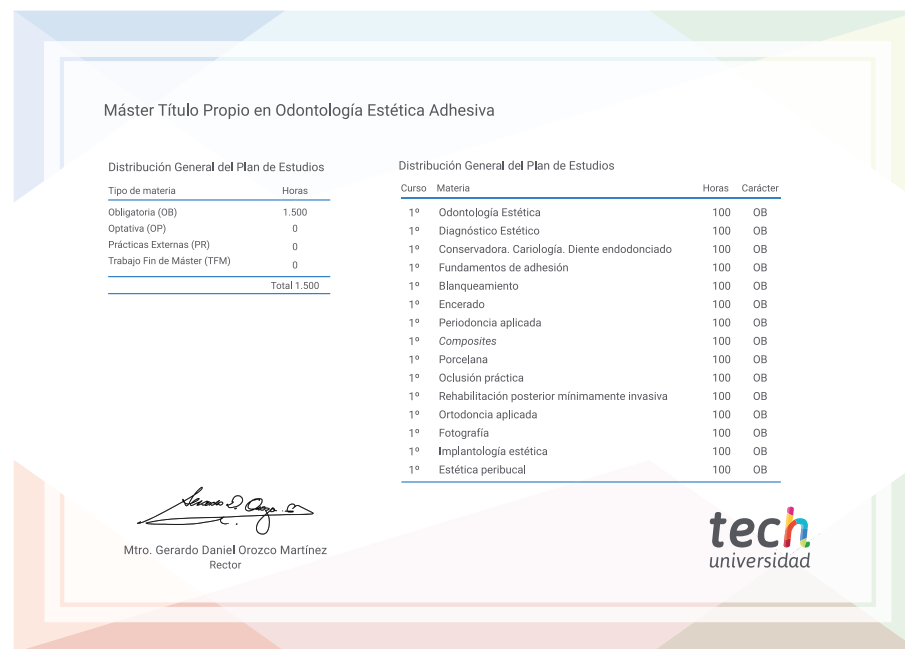 Máster Título Propio en Odontología Estética Adhesiva
Distribución General del Plan de Estudios
Tipo de materia Horas
Obligatoria (OB) 1.500
Optativa (OP) 0
Prácticas Externas (PR) 0
Trabajo Fin de Máster (TFM) 0
Total 1.500
Distribución General del Plan de Estudios
Curso Materia Horas Carácter
1º Odontología Estética 100 OB
1º Diagnóstico Estético 100 OB
1º Conservadora. Cariología. Diente endodonciado 100 OB
1º Fundamentos de adhesión 100 OB
1º Blanqueamiento 100 OB
1º Encerado 100 OB
1º Periodoncia aplicada 100 OB
1º Composites 100 OB
1º Porcelana 100 OB
1º Oclusión práctica 100 OB
1º Rehabilitación posterior mínimamente invasiva 100 OB
1º Ortodoncia aplicada 100 OB
1º Fotografía 100 OB
1º Implantología estética 100 OB
1º Estética peribucal 100 OB
Mtro. Gerardo Daniel Orozco Martínez
Rector
tech
universidad